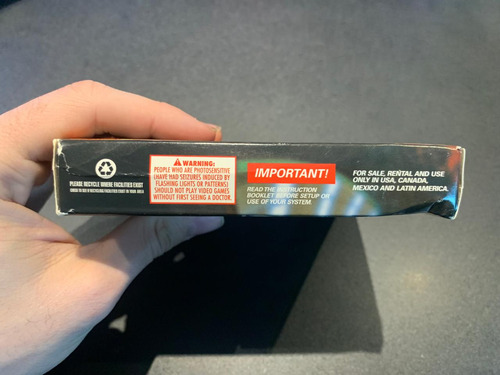 PLEASE RECYCLE WHERE FACILITIES EXIST
WARNING:
PEOPLE WHO ARE PHOTOSENSITIVE
(HAVE HAD SEIZURES INDUCED BY
FLASHING LIGHTS OR PATTERNS)
SHOULD NOT PLAY VIDEO GAMES
WITHOUT FIRST SEEING A DOCTOR.
IMPORTANT!
READ THE INSTRUCTION
BOOKLET BEFORE SETUP OR
USE OF YOUR SYSTEM.
FOR SALE, RENTAL AND USE
ONLY IN USA, CANADA,
MEXICO AND LATIN AMERICA.